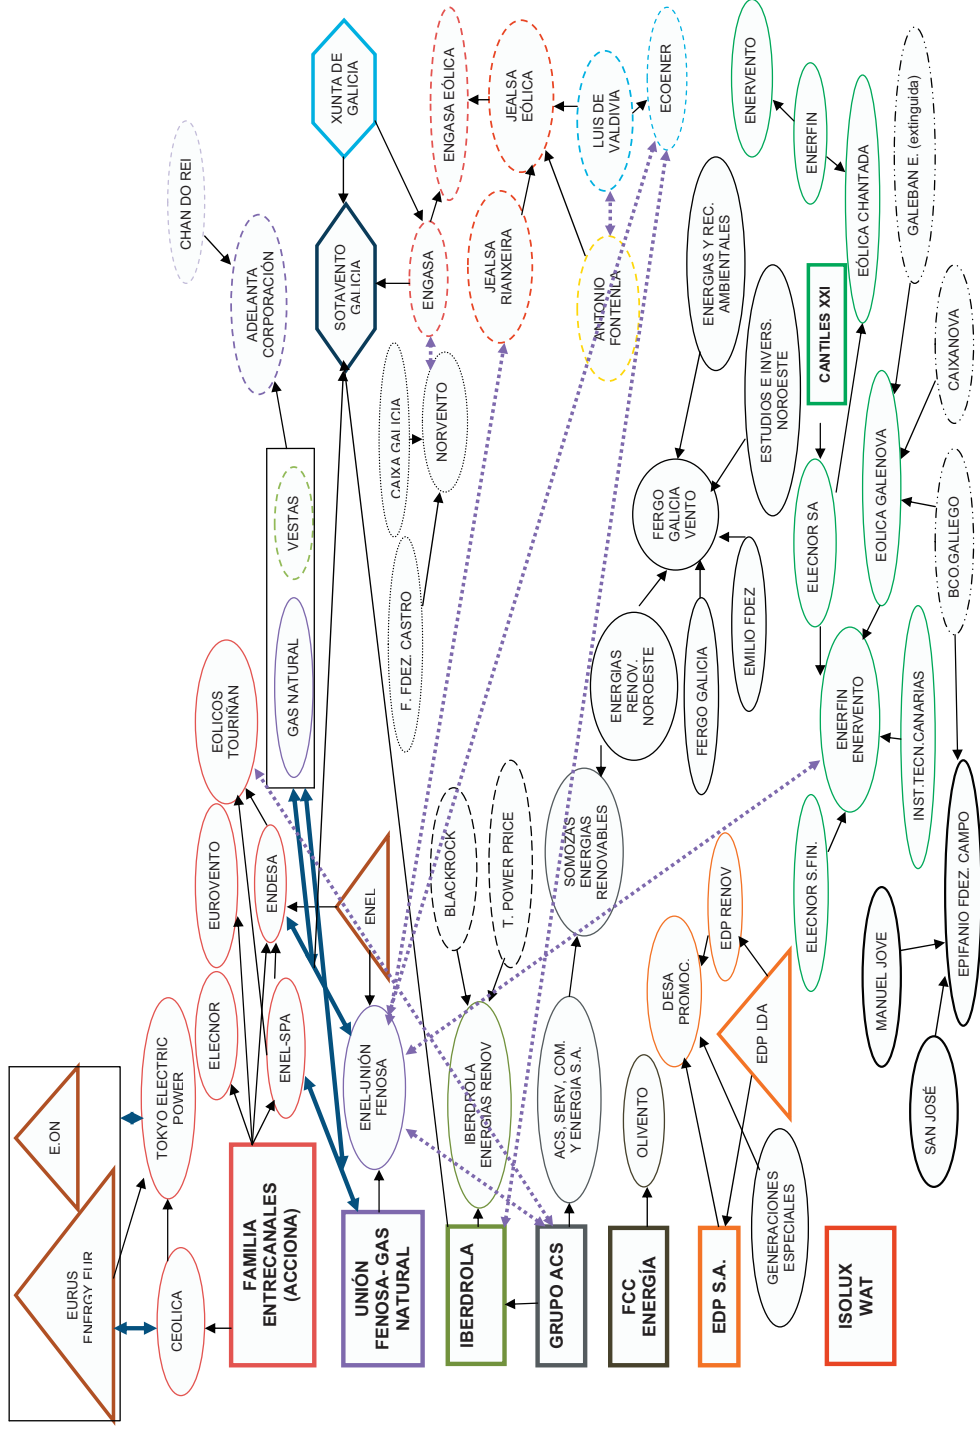 E.ON
EURUS
ENERGY EUR
TOKYO ELECTRIC
POWER
CEOLICA
FAMILIA
ENTRECANALES
(ACCIONA)
ELECNOR
ENEL-SPA
EUROVENTO
ENDESA
EOLICOS
TOURIÑAN
GAS NATURAL
VESTAS
ADELANTA
CORPORACIÓN
CHAN DO REI
UNIÓN
FENOSA- GAS
NATURAL
ENEL-UNIÓN
FENOSA
ENEL
SOTAVENTO
GALICIA
XUNTA DE
GALICIA
F. FDEZ. CASTRO
CAIXA GALICIA
NORVENTO
ENGASA
ENGASA EÓLICA
IBERDROLA
IBERDROLA
ENERGÍAS RENOV
BLACKROCK
T. POWER PRICE
JEALSA
RIANXEIRA
JEALSA
EÓLICA
GRUPO ACS
ACS, SERV, COM.
Y ENERGIA S.A.
SOMOZAS
ENERGIAS
RENOVABLES
ENERGIAS
RENOV.
NOROESTE
ANTONIO
FONTENLA
LUIS DE
VALDIVIA
ECOENER
FCC
ENERGÍA
OLIVENTO
FERGO GALICIA
EMILIO FDEZ
FERGO
GALICIA
VENTO
ENERGIAS Y REC.
AMBIENTALES
ESTUDIOS E INVERS.
NOROESTE
EDP S.A.
DESA
PROMOC.
EDP RENOV
EDP LDA
GENERACIONES
ESPECIALES
ELECNOR S.FIN.
ENERFIN
ENERVENTO
ELECNOR SA
CANTILES XXI
ENERFIN
ENERVENTO
EÓLICA CHANTADA
EOLICA GALENOVA
GALEBAN E. (extinguida)
CAIXANOVA
BCO.GALLEGO
INST.TECN.CANARIAS
ISOLUX
WAT
MANUEL JOVE
SAN JOSÉ
EPIFANIO FDEZ. CAMPO